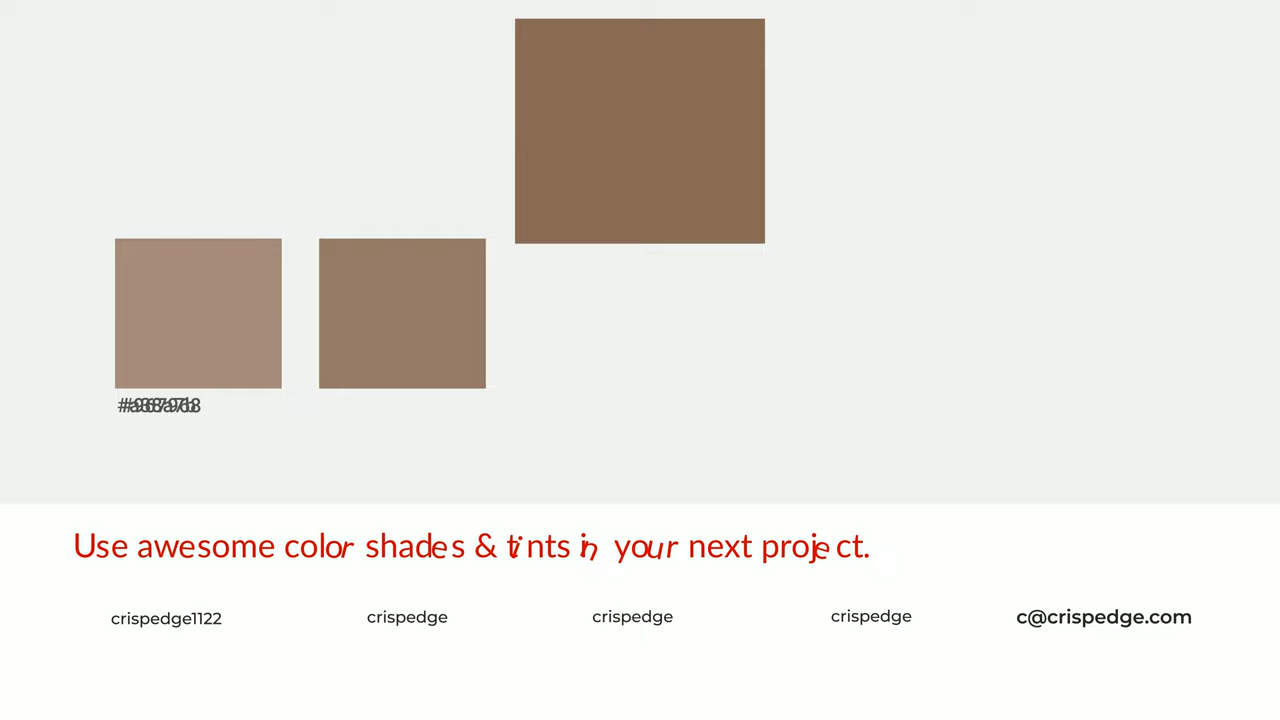 Use awesome color shades & tints in your next project.
crispedge1122 crispedge crispedge crispedge c@crispedge.com